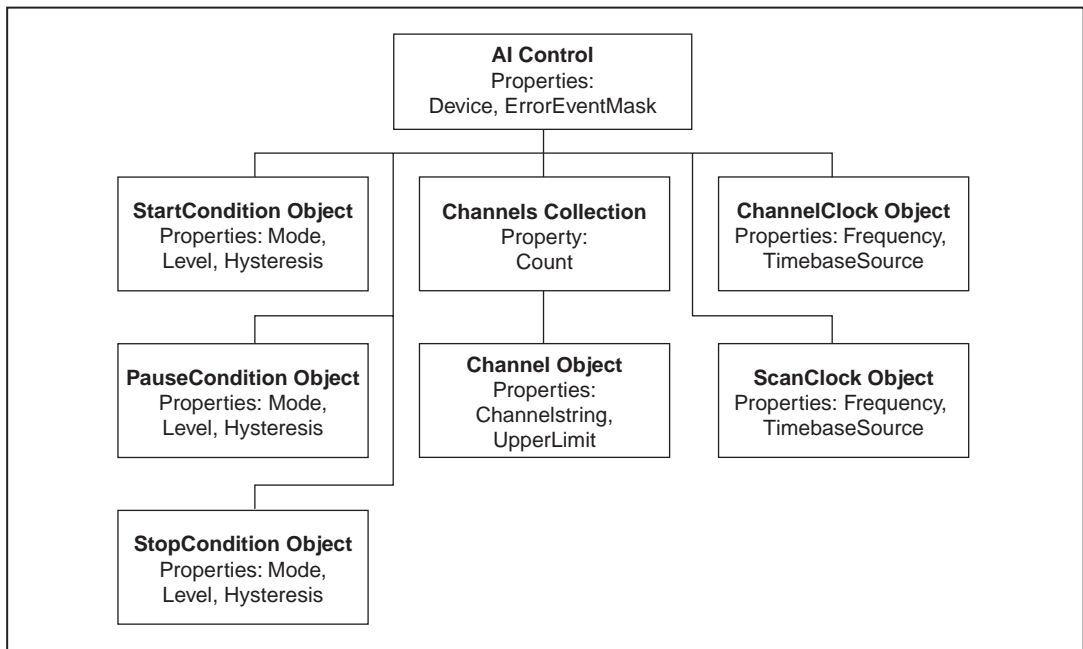 AI Control
Properties:
Device, ErrorEventMask
StartCondition Object
Properties: Mode,
Level, Hysteresis
Channels Collection
Property:
Count
ChannelClock Object
Properties: Frequency,
TimebaseSource
PauseCondition Object
Properties: Mode,
Level, Hysteresis
Channel Object
Properties:
Channelstring,
UpperLimit
ScanClock Object
Properties: Frequency,
TimebaseSource
StopCondition Object
Properties: Mode,
Level, Hysteresis